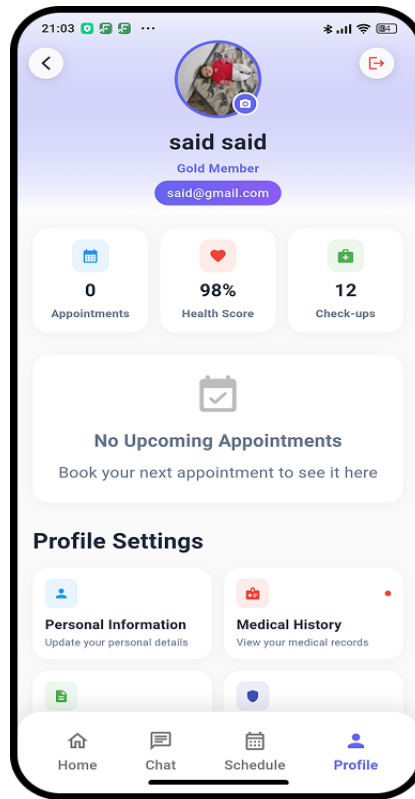 21:03
34
said said
Gold Member
said@gmail.com
0
Appointments
98%
Health Score
12
Check-ups
No Upcoming Appointments
Book your next appointment to see it here
Profile Settings
Personal Information
Update your personal details
Medical History
View your medical records
Home
Chat
Schedule
Profile